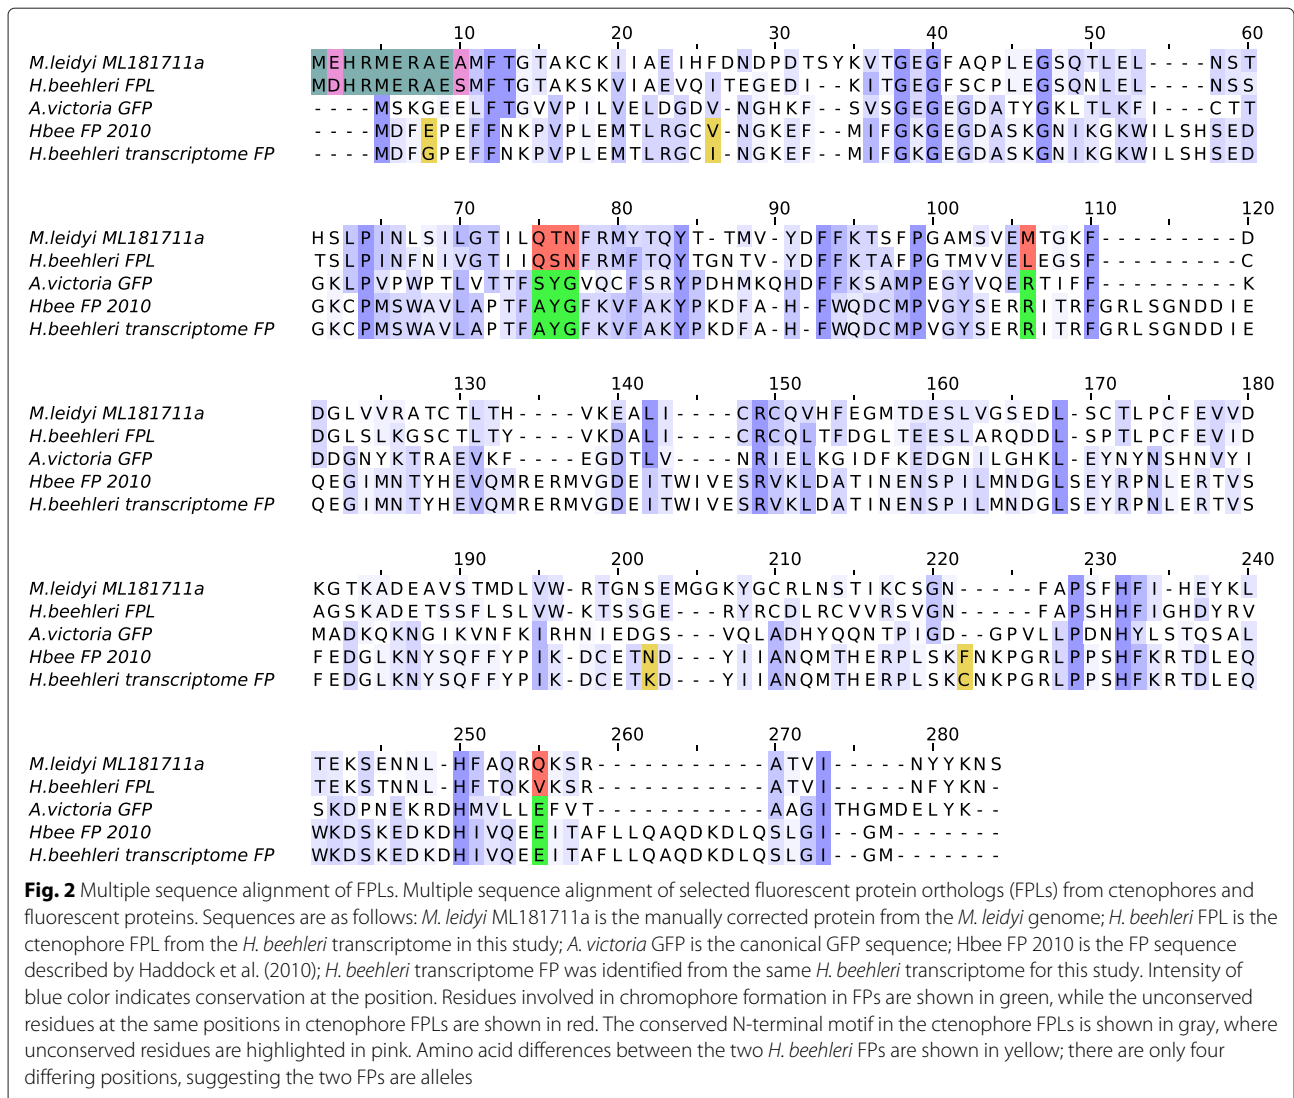 10 20 30 40 50 60
M.leidyi ML181711a MEHRMERAEAMFTGTAKCKIIAEIHFDNDPDTSYKVTGEGFAQPLEGSQTLEL----NST
H.beehleri FPL MDHRMERAESMFTGTAKSKVIAEVQITEGEDI--KITGEGFSCPLEGSQNLEL----NSS
A.victoria GFP ----MSKGEELFTGVVPILVELDGDV-NGHKF--SVSGEGEGDATYGKLTLKFI---CTT
Hbee FP 2010 ----MDFEPEFFNKPVPLEMTLRGCV-NGKEF--MIFGKGEGDASKGNIKGKWILSHSED
H.beehleri transcriptome FP ----MDFGPEFFNKPVPLEMTLRGCI-NGKEF--MIFGKGEGDASKGNIKGKWILSHSED
70 80 90 100 110 120
M.leidyi ML181711a HSLPINLSILGTILQTNFRMYTQYT-TMV-YDFFKTSFPGAMSVEMTGKF---------D
H.beehleri FPL TSLPINFNIVGTIIQSNFRMFTQYTGNTV-YDFFKTAFPGTMVVELEGSF---------C
A.victoria GFP GKLPVPWPTLVTTFSYGVQCFSRYPDHMKQHDFFKSAMPEGYVQERTIFF---------K
Hbee FP 2010 GKCPMSWAVLAPTFAYGFKVFAKYPKDFA-H-FWQDCMPVGYSERRITRFGRLSGNDDIE
H.beehleri transcriptome FP GKCPMSWAVLAPTFAYGFKVFAKYPKDFA-H-FWQDCMPVGYSERRITRFGRLSGNDDIE
130 140 150 160 170 180
M.leidyi ML181711a DGLVVRATCTLTH----VKEALI----CRCQVHFEGMTDESLVGSEDL-SCTLPCFEVVD
H.beehleri FPL DGLSLKGSCTLTY----VKDALI----CRCQLTFDGLTEESLARQDDL-SPTLPCFEVID
A.victoria GFP DDGNYKTRAEVKF----EGDTLV----NRIELKGIDFKEDGNILGHKL-EYNYNSHNVYI
Hbee FP 2010 QEGIMNTYHEVQMRERMVGDEITWIVESRVKLDATINENSPILMNDGLSEYRPNLERTVS
H.beehleri transcriptome FP QEGIMNTYHEVQMRERMVGDEITWIVESRVKLDATINENSPILMNDGLSEYRPNLERTVS
190 200 210 220 230 240
M.leidyi ML181711a KGTKADEAVSTMDLVW-RTGNSEMGGKYGCRLNSTIKCSGN-----FAPSFHFI-HEYKL
H.beehleri FPL AGSKADETSSFLSLVW-KTSSGE---RYRCDLRCVVRSVGN-----FAPSHHFIGHDYRV
A.victoria GFP MADKQKNGIKVNFKIRHNIEDGS---VQLADHYQQNTPIGD--GPVLLPDNHYLSTQSAL
Hbee FP 2010 FEDGLKNYSQFFYPIK-DCETND---YIIANQMTHERPLSKFNKPGRLPPSHFKRTDLEQ
H.beehleri transcriptome FP FEDGLKNYSQFFYPIK-DCETKD---YIIANQMTHERPLSKCNKPGRLPPSHFKRTDLEQ
250 260 270 280
M.leidyi ML181711a TEKSENNL-HFAQRQKSR-----------ATVI-----NYYKNS
H.beehleri FPL TEKSTNNL-HFTQKVKSR-----------ATVI-----NFYKN-
A.victoria GFP SKDPNEKRDHMVLLEFVT-----------AAGITHGMDELYK--
Hbee FP 2010 WKDSKEDKDHIVQEEITAFLLQAQDKDLQSLGI--GM-------
H.beehleri transcriptome FP WKDSKEDKDHIVQEEITAFLLQAQDKDLQSLGI--GM-------
Fig. 2 Multiple sequence alignment of FPLs. Multiple sequence alignment of selected fluorescent protein orthologs (FPLs) from ctenophores and
fluorescent proteins. Sequences are as follows: M. leidyi ML181711a is the manually corrected protein from the M. leidyi genome; H. beehleri FPL is the
ctenophore FPL from the H. beehleri transcriptome in this study; A. victoria GFP is the canonical GFP sequence; Hbee FP 2010 is the FP sequence
described by Haddock et al. (2010); H. beehleri transcriptome FP was identified from the same H. beehleri transcriptome for this study. Intensity of
blue color indicates conservation at the position. Residues involved in chromophore formation in FPs are shown in green, while the unconserved
residues at the same positions in ctenophore FPLs are shown in red. The conserved N-terminal motif in the ctenophore FPLs is shown in gray, where
unconserved residues are highlighted in pink. Amino acid differences between the two H. beehleri FPs are shown in yellow; there are only four
differing positions, suggesting the two FPs are alleles